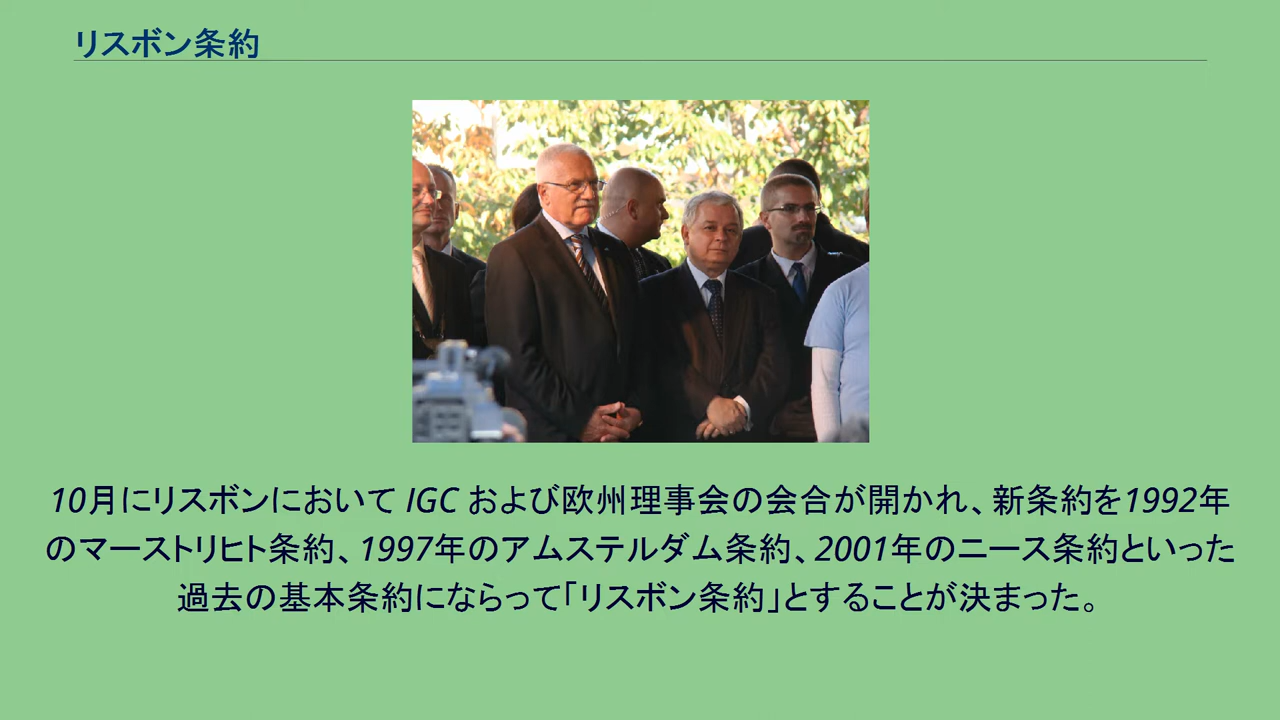 リスボン条約
10月にリスボンにおいて IGC および欧州理事会の会合が開かれ、新条約を1992年
のマーストリヒト条約、1997年のアムステルダム条約、2001年のニース条約といった
過去の基本条約にならって「リスボン条約」とすることが決まった。